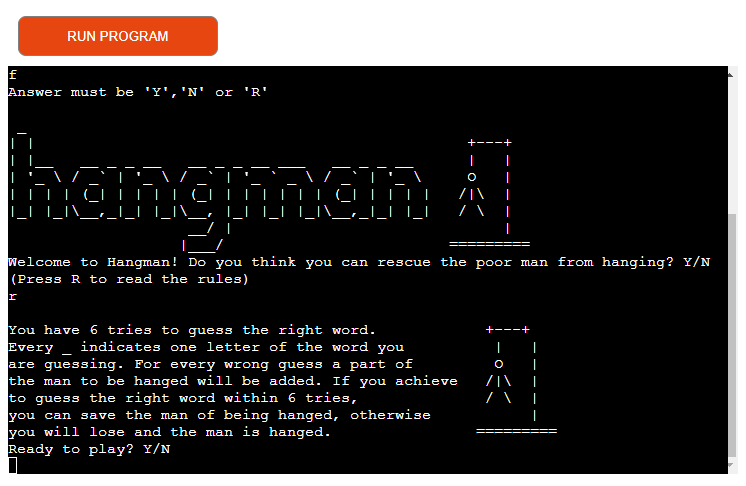 RUN PROGRAM
f
Answer must be 'Y','N' or 'R'
hangman
Welcome to Hangman! Do you think you can rescue the poor man from hanging? Y/N
(Press R to read the rules)
r
You have 6 tries to guess the right word.
Every _ indicates one letter of the word you
are guessing. For every wrong guess a part of
the man to be hanged will be added. If you achieve
to guess the right word within 6 tries,
you can save the man of being hanged, otherwise
you will lose and the man is hanged.
Ready to play? Y/N